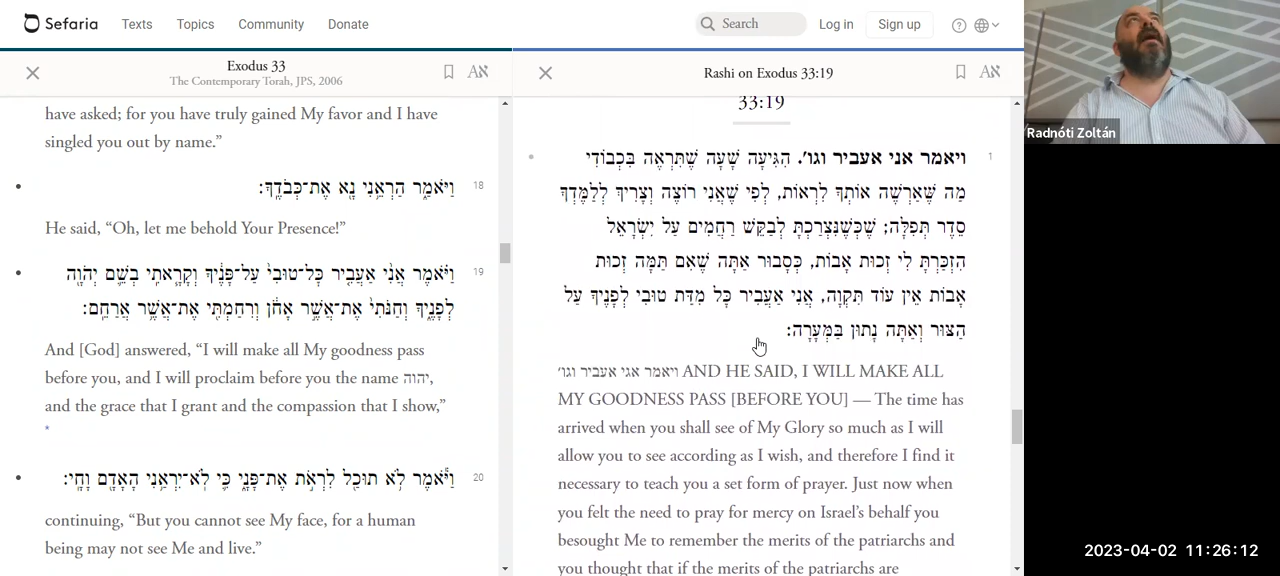 Sefaria
Texts
Topics
Community
Donate
Search
Log in
Sign up
Exodus 33
The Contemporary Torah, JPS, 2006
have asked; for you have truly gained My favor and I have
singled you out by name.”
18
וַיֹּאמַ֑ר הַרְאֵ֥נִי נָ֖א אֶת־כְּבֹדֶֽךָ׃
He said, “Oh, let me behold Your Presence!”
19
וַיֹּ֗אמֶר אֲנִ֨י אַעֲבִ֤יר כׇּל־טוּבִי֙ עַל־פָּנֶ֔יךָ וְקָרָ֧אתִֽי בְשֵׁ֛ם יְהֹוָ֖ה
לְפָנֶ֑יךָ וְחַנֹּתִי֙ אֶת־אֲשֶׁ֣ר אָחֹ֔ן וְרִחַמְתִּ֖י אֶת־אֲשֶׁ֥ר אֲרַחֵֽם׃
And [God] answered, “I will make all My goodness pass
before you, and I will proclaim before you the name יהוה,
and the grace that I grant and the compassion that I show,”
*
20
וַיֹּ֕אמֶר לֹ֥א תוּכַ֖ל לִרְאֹ֣ת אֶת־פָּנָ֑י כִּ֛י לֹֽא־יִרְאַ֥נִי הָאָדָ֖ם וָחָֽי׃
continuing, “But you cannot see My face, for a human
being may not see Me and live.”
Rashi on Exodus 33:19
33:19
1
ויאמר אני אעביר וגו'. הִגִּיעָה שָׁעָה שֶׁתִּרְאֶה בִּכְבוֹדִי
מַה שֶּׁאַרְשֶׁה אוֹתְךָ לִרְאוֹת, לְפִי שֶׁאֲנִי רוֹצֶה וְצָרִיךְ לְלַמֶּדְךָ
סֵדֶר תְּפִלָּה; שֶׁכְּשֶׁנִּצְרַכְתָּ לְבַקֵּשׁ רַחֲמִים עַל יִשְׂרָאֵל
הִזְכַּרְתָּ לִי זְכוּת אָבוֹת, כְּסָבוּר אַתָּה שֶׁאִם תַּמָּה זְכוּת
אָבוֹת אֵין עוֹד תִּקְוָה, אֲנִי אַעֲבִיר כָּל מִדַּת טוּבִי לְפָנֶיךָ עַל
הַצּוּר וְאַתָּה נָתוּן בַּמְּעָרָה:
ויאמר אני אעביר וגו׳ AND HE SAID, I WILL MAKE ALL
MY GOODNESS PASS [BEFORE YOU] — The time has
arrived when you shall see of My Glory so much as I will
allow you to see according as I wish, and therefore I find it
necessary to teach you a set form of prayer. Just now when
you felt the need to pray for mercy on Israel’s behalf you
besought Me to remember the merits of the patriarchs and
you thought that if the merits of the patriarchs are
Radnóti Zoltán
2023-04-02 11:26:12